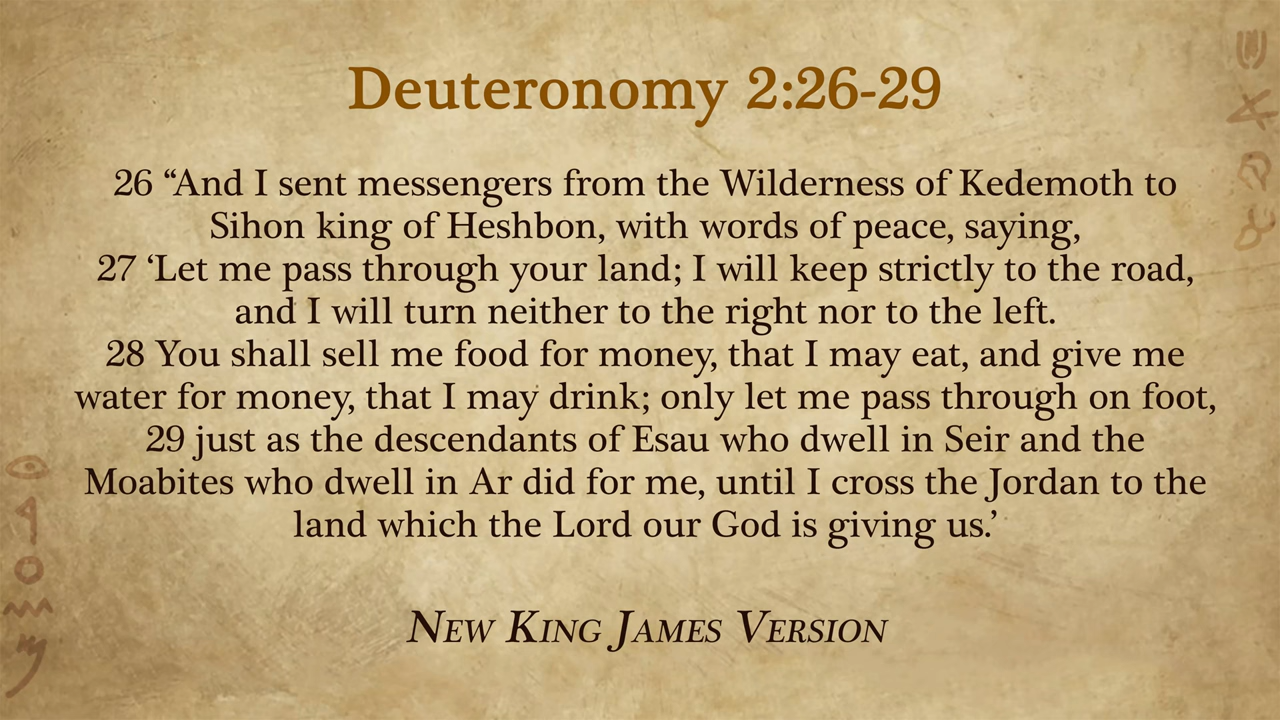 Deuteronomy 2:26-29
26 “And I sent messengers from the Wilderness of Kedemoth to
Sihon king of Heshbon, with words of peace, saying,
27 ‘Let me pass through your land; I will keep strictly to the road,
and I will turn neither to the right nor to the left.
28 You shall sell me food for money, that I may eat, and give me
water for money, that I may drink; only let me pass through on foot,
29 just as the descendants of Esau who dwell in Seir and the
Moabites who dwell in Ar did for me, until I cross the Jordan to the
land which the Lord our God is giving us.’
New King James Version